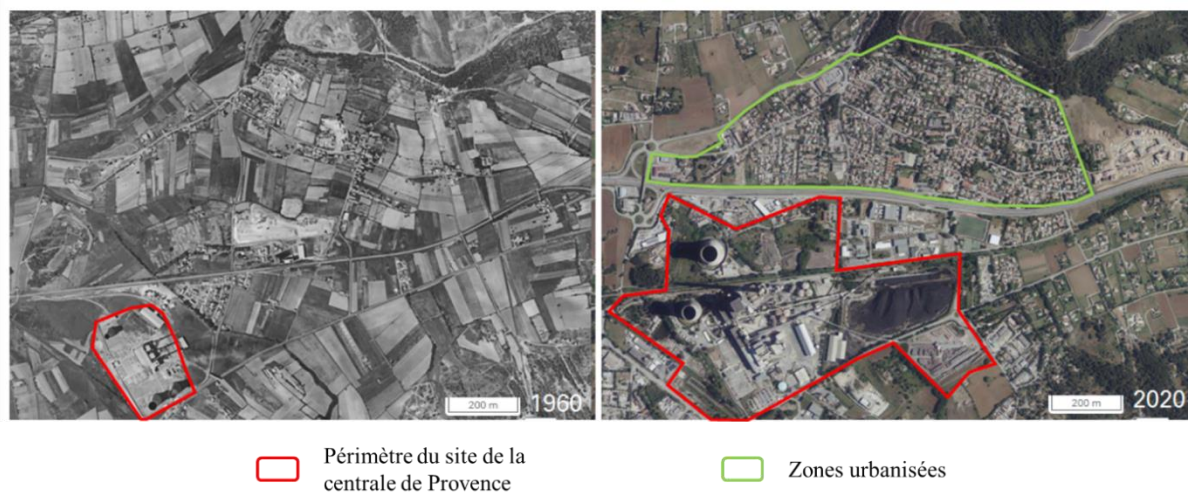 200 m
1960
200 m
2020
Périmètre du site de la
centrale de Provence
Zones urbanisées